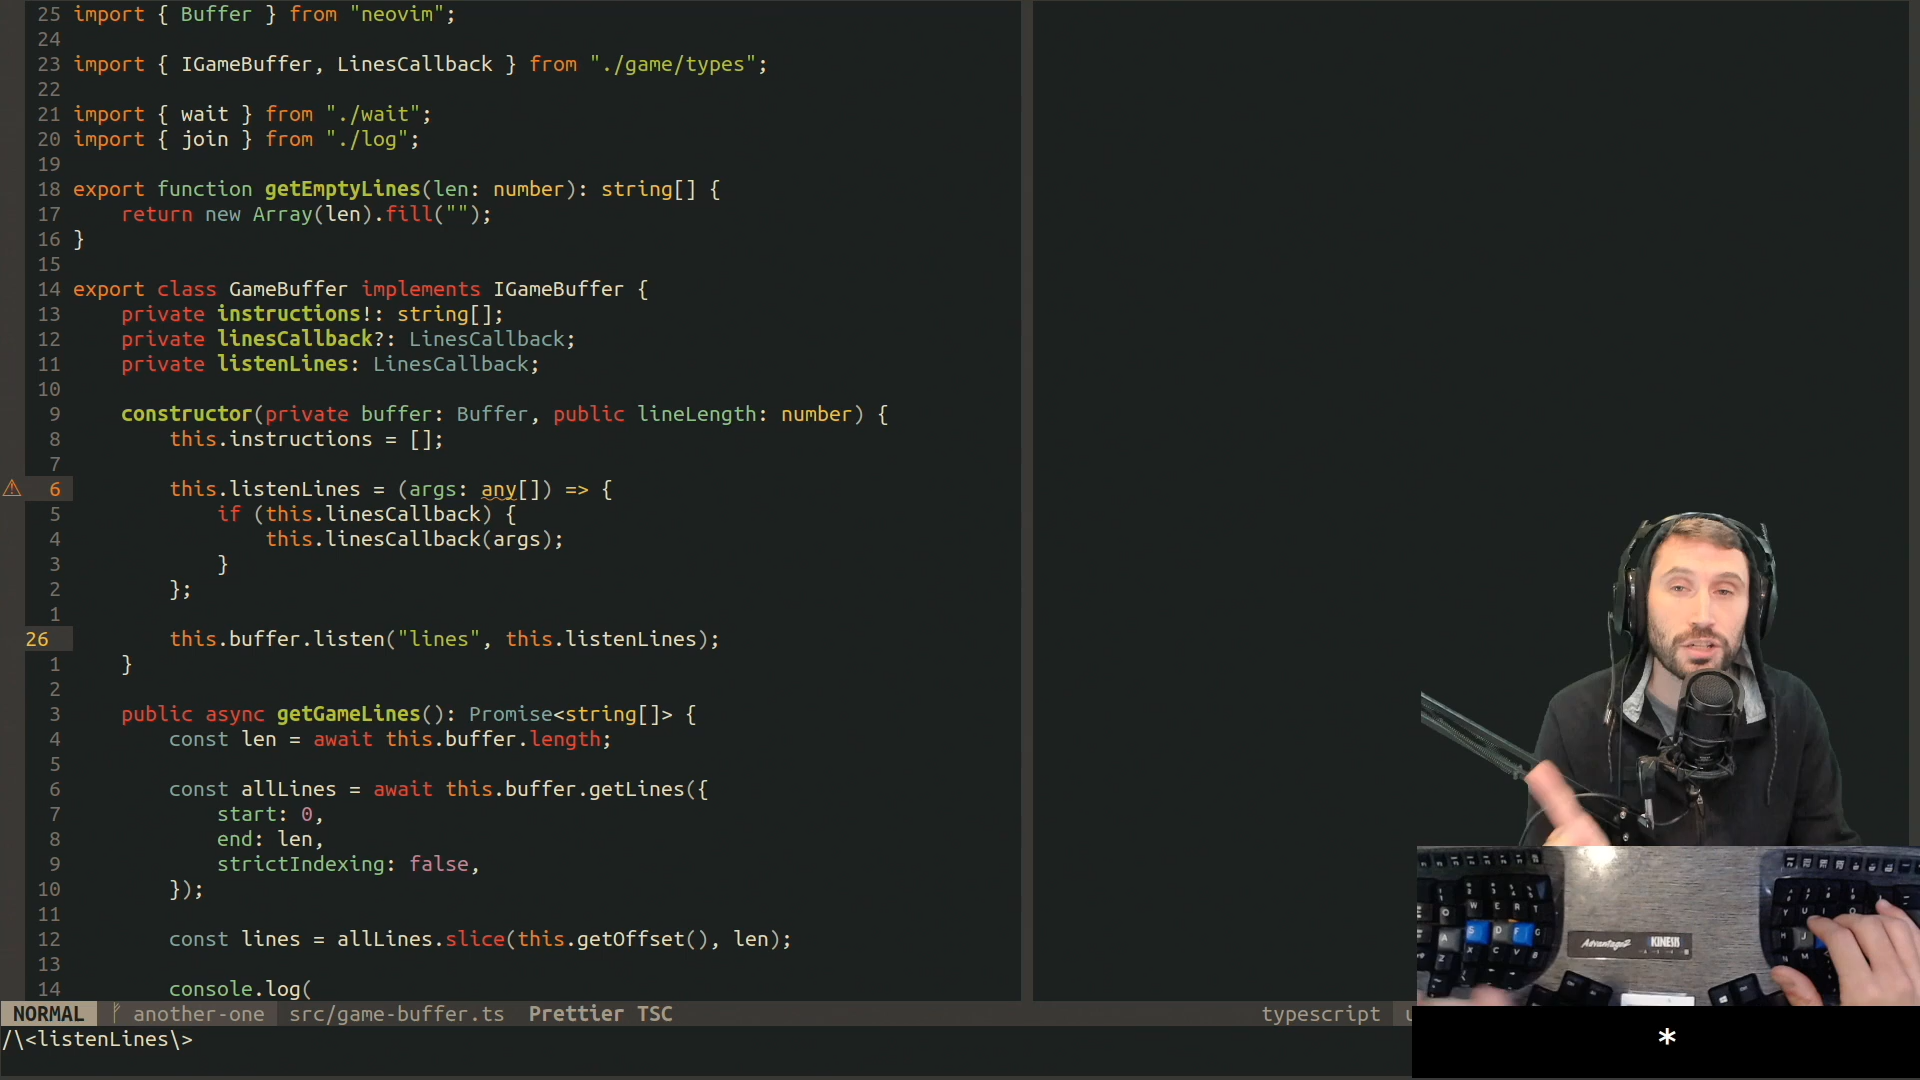 25 import { Buffer } from "neovim";
24
23 import { IGameBuffer, LinesCallback } from "./game/types";
22
21 import { wait } from "./wait";
20 import { join } from "./log";
19
18 export function getEmptyLines(len: number): string[] {
17     return new Array(len).fill("");
16 }
15
14 export class GameBuffer implements IGameBuffer {
13     private instructions!: string[];
12     private linesCallback?: LinesCallback;
11     private listenLines: LinesCallback;
10
9     constructor(private buffer: Buffer, public lineLength: number) {
8         this.instructions = [];
7
⚠ 6         this.listenLines = (args: any[]) => {
5             if (this.linesCallback) {
4                 this.linesCallback(args);
3             }
2         };
1
26         this.buffer.listen("lines", this.listenLines);
1     }
2
3     public async getGameLines(): Promise<string[]> {
4         const len = await this.buffer.length;
5
6         const allLines = await this.buffer.getLines({
7             start: 0,
8             end: len,
9             strictIndexing: false,
10         });
11
12         const lines = allLines.slice(this.getOffset(), len);
13
14         console.log(
NORMAL another-one src/game-buffer.ts Prettier TSC typescript
/\<listenLines\>
Advantage2 KINESIS
*